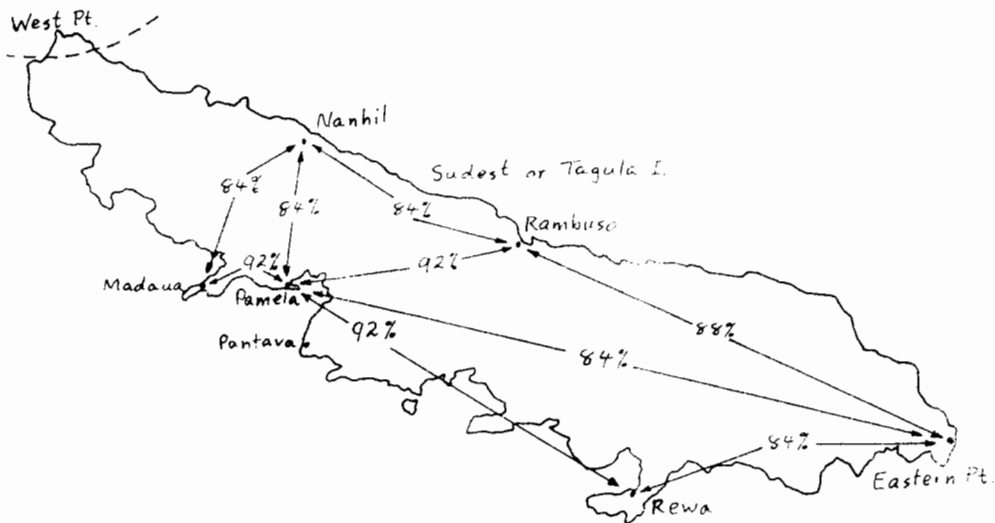 West Pt.
Nanhil
Sudest or Tagula I.
84%
84%
84%
Rambuso
92%
92%
Madaua
Pamela
92%
88%
Pantava
84%
84%
Eastern Pt.
Rewa